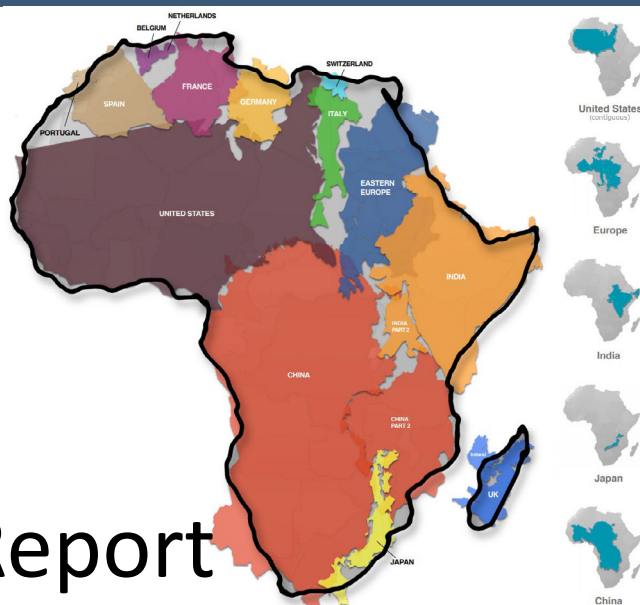 NETHERLANDS
BELGIUM
SWITZERLAND
FRANCE
GERMANY
SPAIN
ITALY
PORTUGAL
EASTERN
EUROPE
UNITED STATES
INDIA
INDIA
PART 2
CHINA
CHINA
PART 2
Ireland
UK
JAPAN
Report
United States
(contiguous)
Europe
India
Japan
China